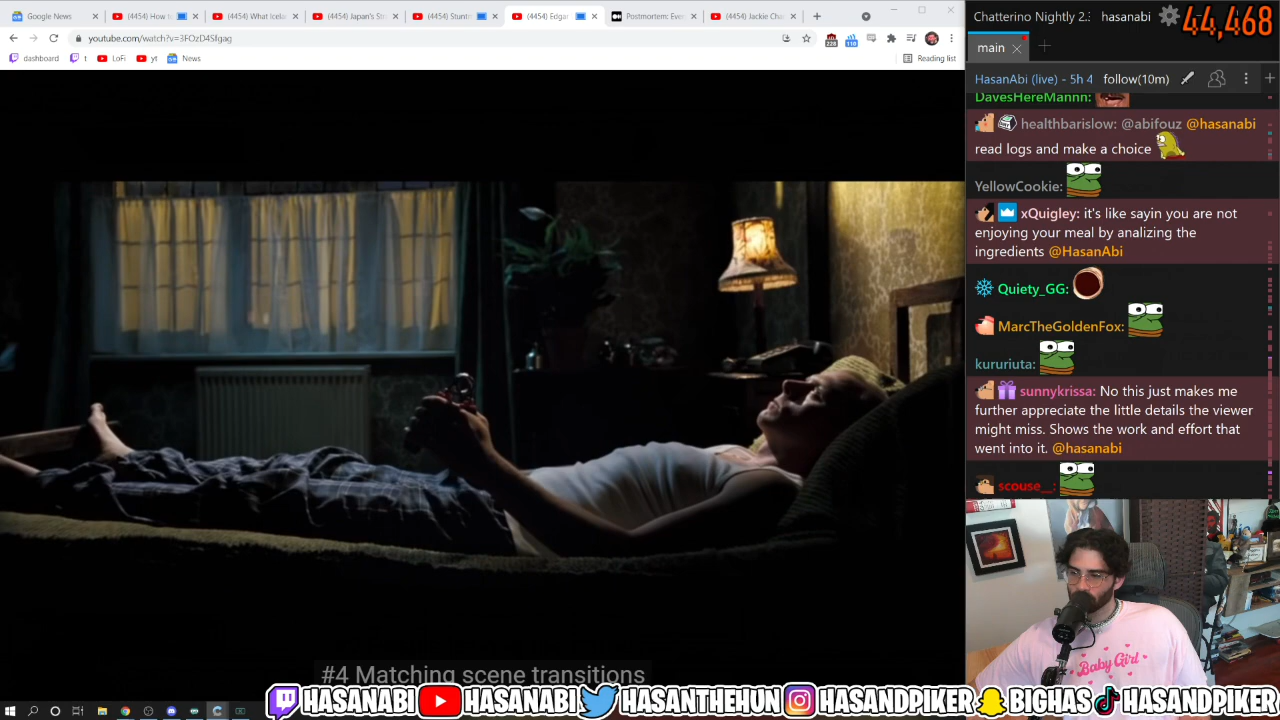 Google News
(4454) How to
(4454) What Icela
(4454) Japan's Str
(4454) Stunti
(4454) Edgar
Postmortem: Eve
(4454) Jackie Cha
youtube.com/watch?v=3FOzD4Sfgag
228
118
dashboard
t
LoFi
yt
News
Reading list
#4 Matching scene transitions
Chatterino Nightly 2.
hasanabi
44,468
main
HasanAbi (live) - 5h 4
follow(10m)
DavesHereMannn:
healthbarislow: @abifouz @hasanabi
read logs and make a choice
YellowCookie:
xQuigley: it's like sayin you are not
enjoying your meal by analizing the
ingredients @HasanAbi
Quiety_GG:
MarcTheGoldenFox:
kururiuta:
sunnykrissa: No this just makes me
further appreciate the little details the viewer
might miss. Shows the work and effort that
went into it. @hasanabi
scouse__:
Baby Girl
HASANABI
HASANABI
HASANTHEHUN
HASANDPIKER
BIGHAS
HASANDPIKER